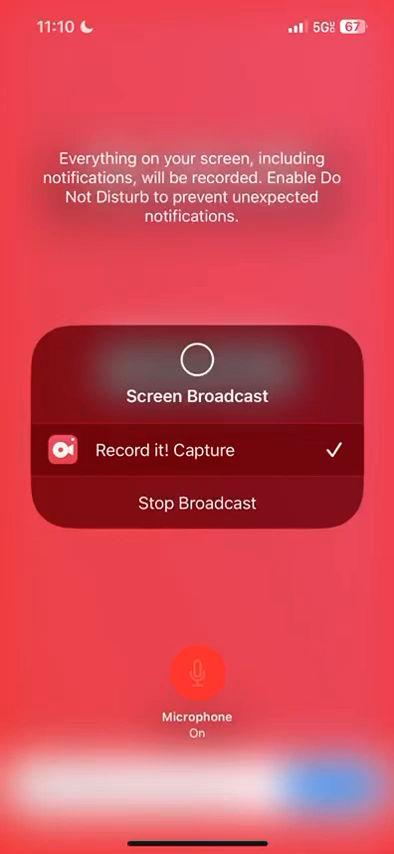 11:10
5G
67
Everything on your screen, including
notifications, will be recorded. Enable Do
Not Disturb to prevent unexpected
notifications.
Screen Broadcast
Record it! Capture
Stop Broadcast
Microphone
On